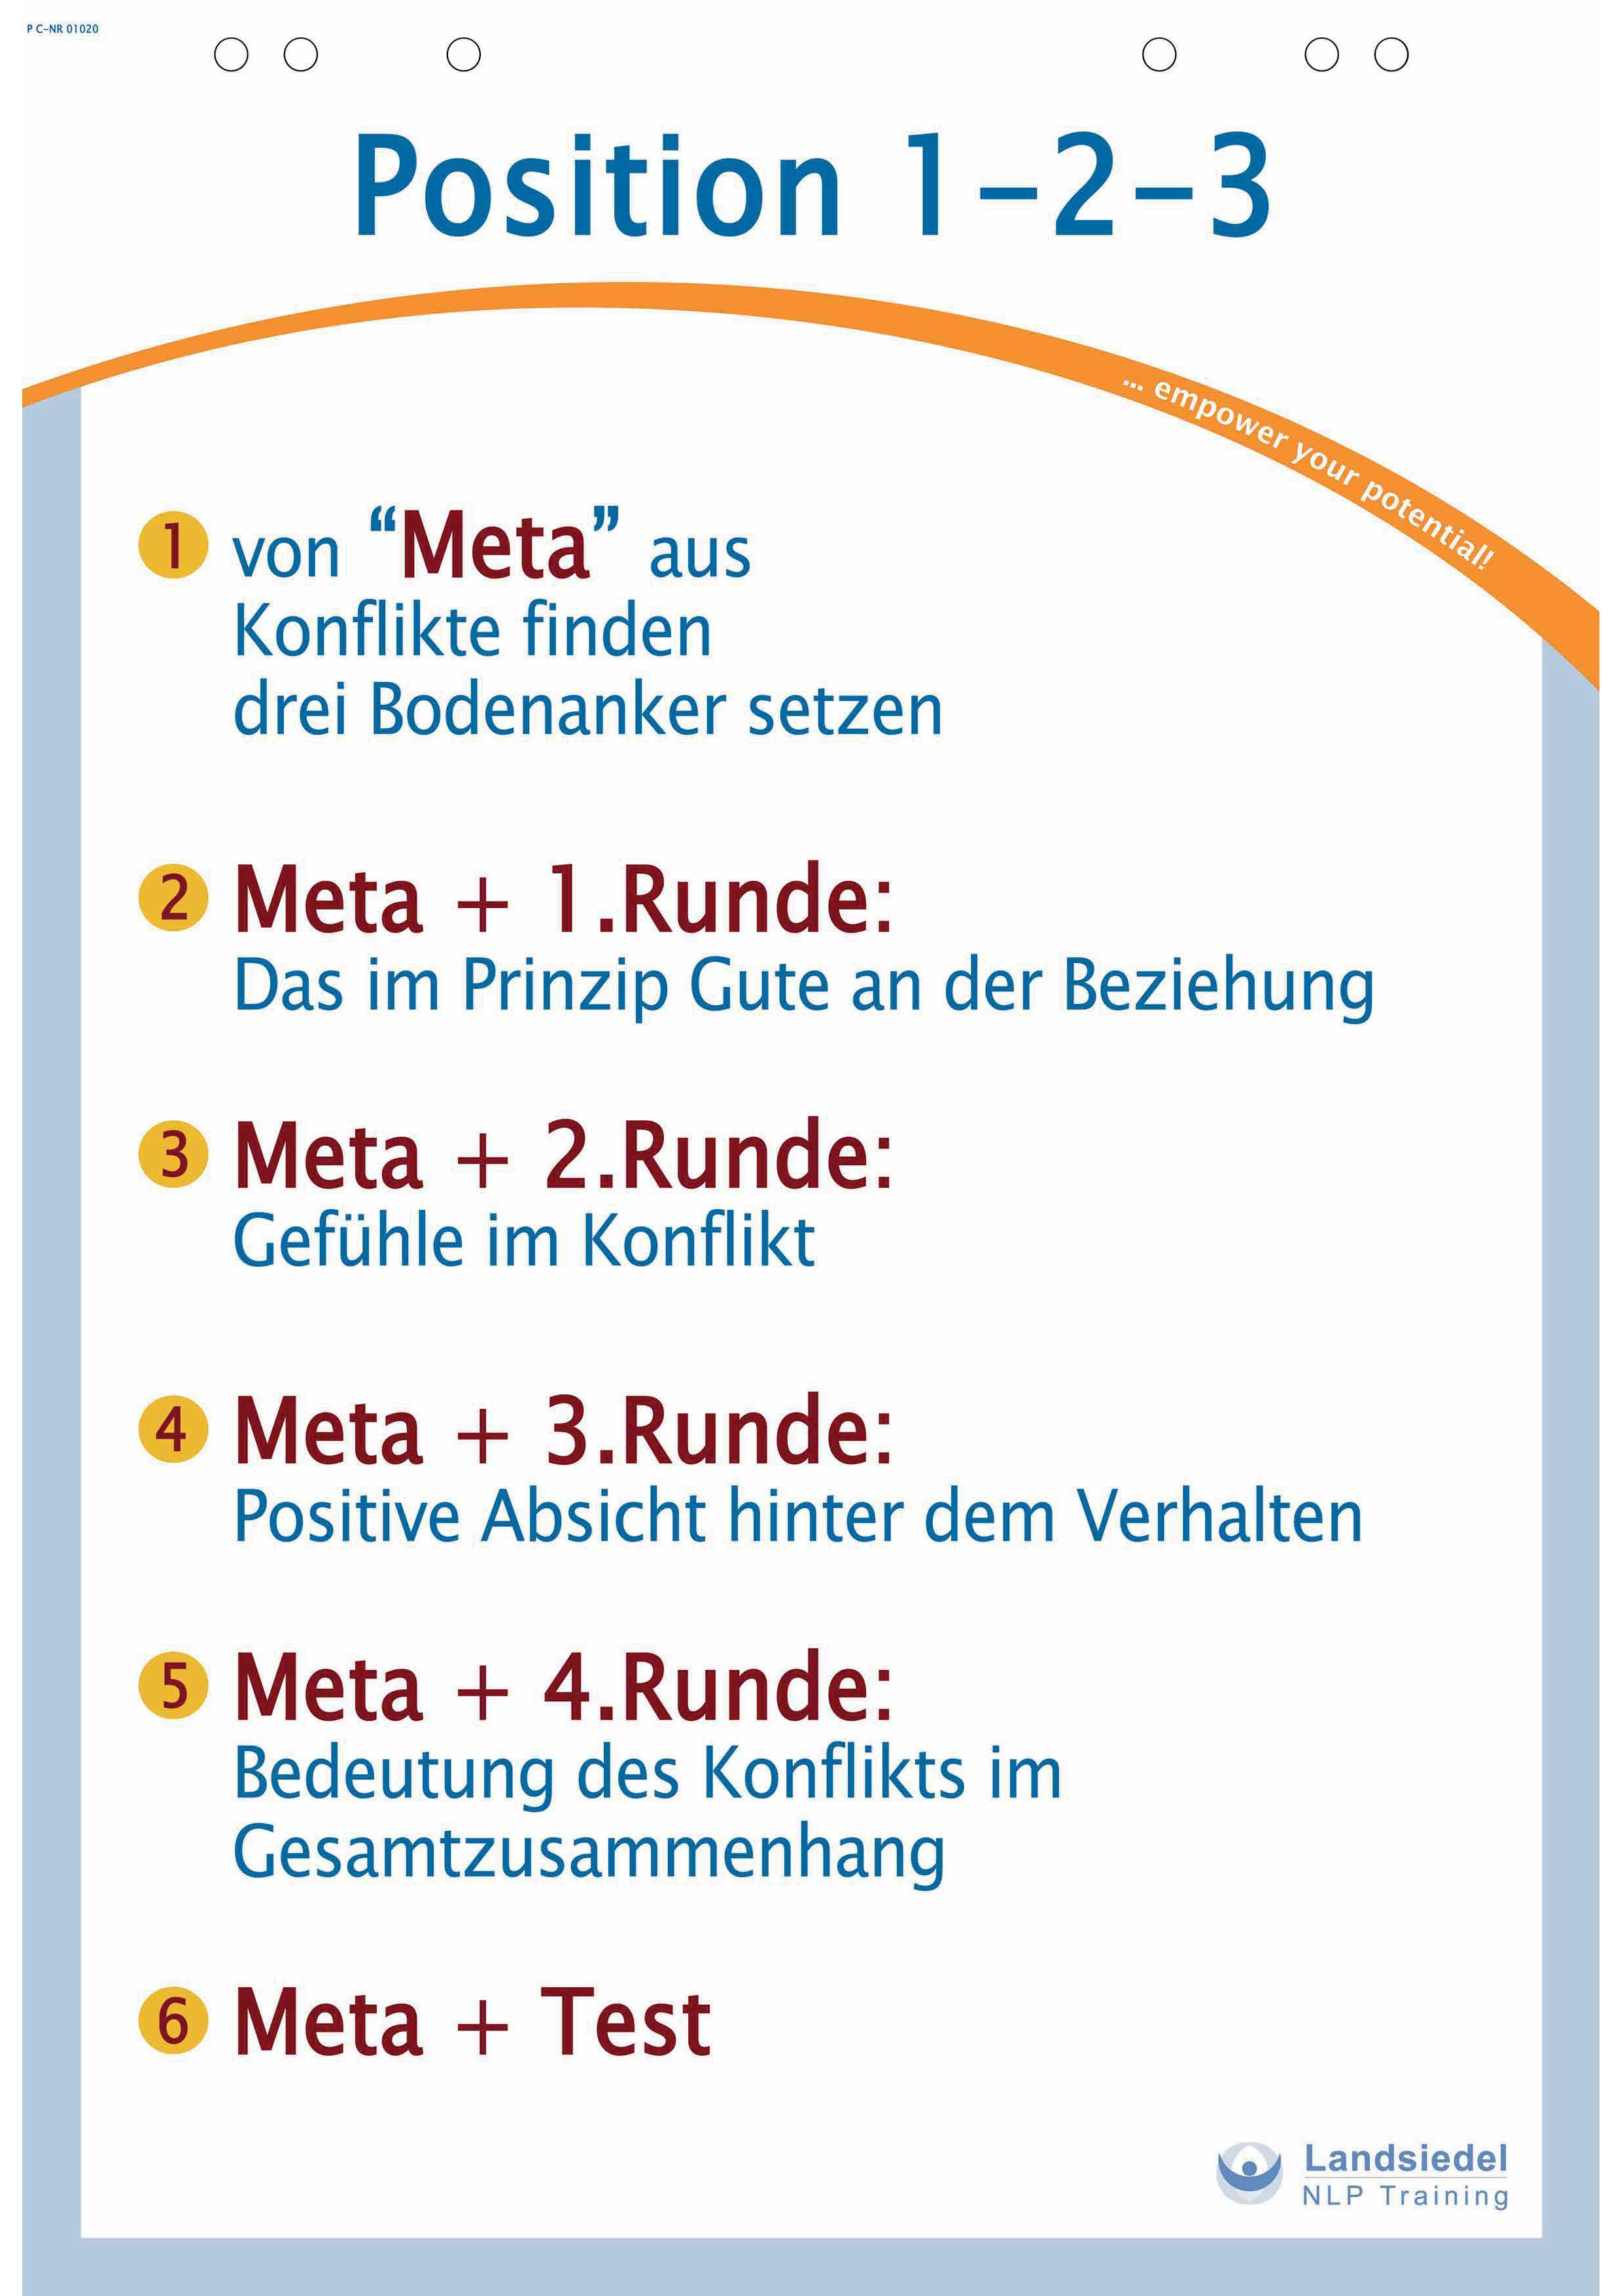 P C-NR 01020
Position 1-2-3
... empower your potential!
1 von “Meta” aus
Konflikte finden
drei Bodenanker setzen
2 Meta + 1.Runde:
Das im Prinzip Gute an der Beziehung
3 Meta + 2.Runde:
Gefühle im Konflikt
4 Meta + 3.Runde:
Positive Absicht hinter dem Verhalten
5 Meta + 4.Runde:
Bedeutung des Konflikts im
Gesamtzusammenhang
6 Meta + Test
Landsiedel
NLP Training